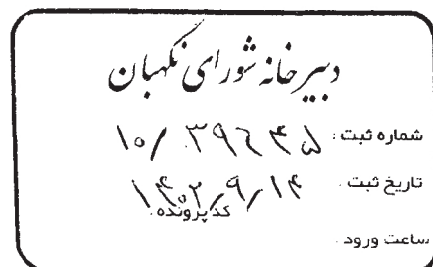 دبیرخانه شورای نگهبان
شماره ثبت: ۱۰/۳۹۶۴۵
تاریخ ثبت: ۱۴۰۲/۹/۱۴
کد پرونده:
ساعت ورود: